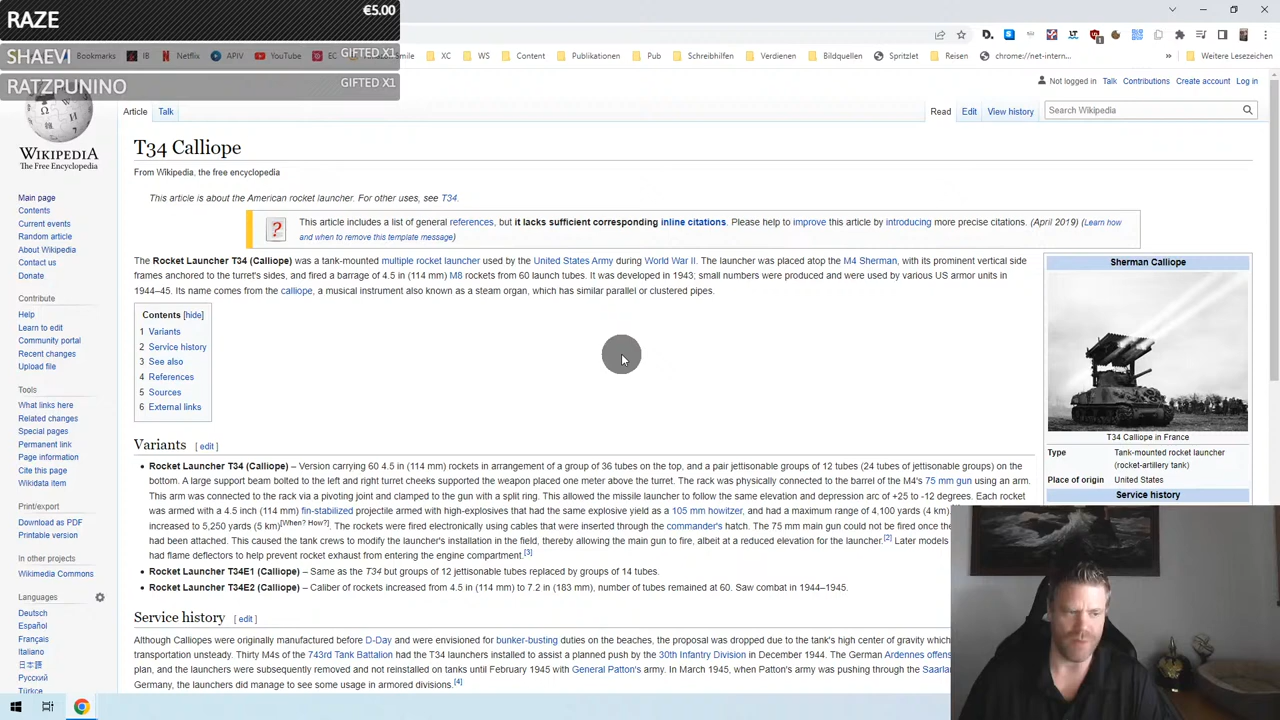 RAZE
€5.00
SHAEVI
GIFTED X1
RATZPUNINO
GIFTED X1
Bookmarks IB Netflix APIV YouTube EC XC WS Content Publikationen Pub Schreibhilfen Verdienen Bildquellen Spritzlet Reisen chrome://net-intern... » Weitere Lesezeichen
Not logged in Talk Contributions Create account Log in
Article Talk Read Edit View history Search Wikipedia
WIKIPEDIA
The Free Encyclopedia
Main page
Contents
Current events
Random article
About Wikipedia
Contact us
Donate
Contribute
Help
Learn to edit
Community portal
Recent changes
Upload file
Tools
What links here
Related changes
Special pages
Permanent link
Page information
Cite this page
Wikidata item
Print/export
Download as PDF
Printable version
In other projects
Wikimedia Commons
Languages
Deutsch
Español
Français
Italiano
日本語
Русский
Türkçe
T34 Calliope
From Wikipedia, the free encyclopedia
This article is about the American rocket launcher. For other uses, see T34.
This article includes a list of general references, but it lacks sufficient corresponding inline citations. Please help to improve this article by introducing more precise citations. (April 2019) (Learn how
and when to remove this template message)
The Rocket Launcher T34 (Calliope) was a tank-mounted multiple rocket launcher used by the United States Army during World War II. The launcher was placed atop the M4 Sherman, with its prominent vertical side
frames anchored to the turret's sides, and fired a barrage of 4.5 in (114 mm) M8 rockets from 60 launch tubes. It was developed in 1943; small numbers were produced and were used by various US armor units in
1944–45. Its name comes from the calliope, a musical instrument also known as a steam organ, which has similar parallel or clustered pipes.
Contents [hide]
1 Variants
2 Service history
3 See also
4 References
5 Sources
6 External links
Variants [ edit ]
• Rocket Launcher T34 (Calliope) – Version carrying 60 4.5 in (114 mm) rockets in arrangement of a group of 36 tubes on the top, and a pair jettisonable groups of 12 tubes (24 tubes of jettisonable groups) on the
bottom. A large support beam bolted to the left and right turret cheeks supported the weapon placed one meter above the turret. The rack was physically connected to the barrel of the M4's 75 mm gun using an arm.
This arm was connected to the rack via a pivoting joint and clamped to the gun with a split ring. This allowed the missile launcher to follow the same elevation and depression arc of +25 to -12 degrees. Each rocket
was armed with a 4.5 inch (114 mm) fin-stabilized projectile armed with high-explosives that had the same explosive yield as a 105 mm howitzer, and had a maximum range of 4,100 yards (4 km).
increased to 5,250 yards (5 km)[When? How?]. The rockets were fired electronically using cables that were inserted through the commander's hatch. The 75 mm main gun could not be fired once the
had been attached. This caused the tank crews to modify the launcher's installation in the field, thereby allowing the main gun to fire, albeit at a reduced elevation for the launcher.[2] Later models
had flame deflectors to help prevent rocket exhaust from entering the engine compartment.[3]
• Rocket Launcher T34E1 (Calliope) – Same as the T34 but groups of 12 jettisonable tubes replaced by groups of 14 tubes.
• Rocket Launcher T34E2 (Calliope) – Caliber of rockets increased from 4.5 in (114 mm) to 7.2 in (183 mm), number of tubes remained at 60. Saw combat in 1944–1945.
Service history [ edit ]
Although Calliopes were originally manufactured before D-Day and were envisioned for bunker-busting duties on the beaches, the proposal was dropped due to the tank's high center of gravity which
transportation unsteady. Thirty M4s of the 743rd Tank Battalion had the T34 launchers installed to assist a planned push by the 30th Infantry Division in December 1944. The German Ardennes
plan, and the launchers were subsequently removed and not reinstalled on tanks until February 1945 with General Patton's army. In March 1945, when Patton's army was pushing through the
Germany, the launchers did manage to see some usage in armored divisions.[4]
Sherman Calliope
T34 Calliope in France
Type Tank-mounted rocket launcher
(rocket-artillery tank)
Place of origin United States
Service history